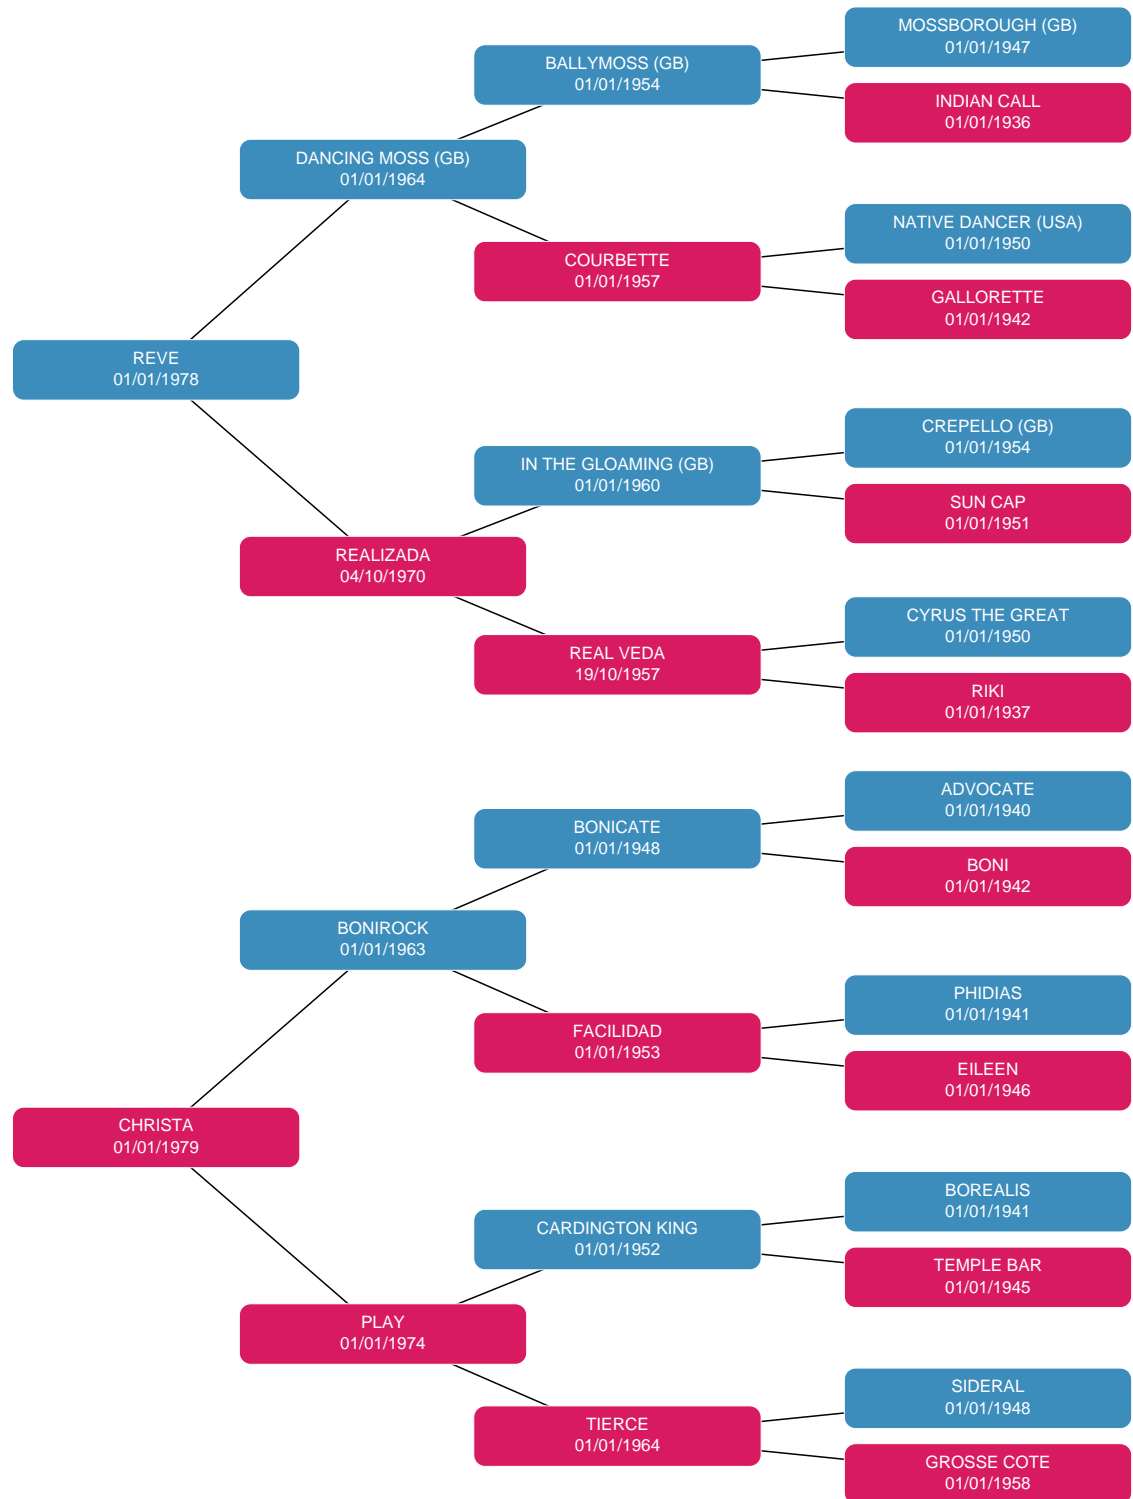 MOSSBOROUGH (GB)
01/01/1947
BALLYMOSS (GB)
01/01/1954
INDIAN CALL
01/01/1936
DANCING MOSS (GB)
01/01/1964
NATIVE DANCER (USA)
01/01/1950
COURBETTE
01/01/1957
GALLORETTE
01/01/1942
REVE
01/01/1978
CREPELLO (GB)
01/01/1954
IN THE GLOAMING (GB)
01/01/1960
SUN CAP
01/01/1951
REALIZADA
04/10/1970
CYRUS THE GREAT
01/01/1950
REAL VEDA
19/10/1957
RIKI
01/01/1937
ADVOCATE
01/01/1940
BONICATE
01/01/1948
BONI
01/01/1942
BONIROCK
01/01/1963
PHIDIAS
01/01/1941
FACILIDAD
01/01/1953
EILEEN
01/01/1946
CHRISTA
01/01/1979
BOREALIS
01/01/1941
CARDINGTON KING
01/01/1952
TEMPLE BAR
01/01/1945
PLAY
01/01/1974
SIDERAL
01/01/1948
TIERCE
01/01/1964
GROSSE COTE
01/01/1958